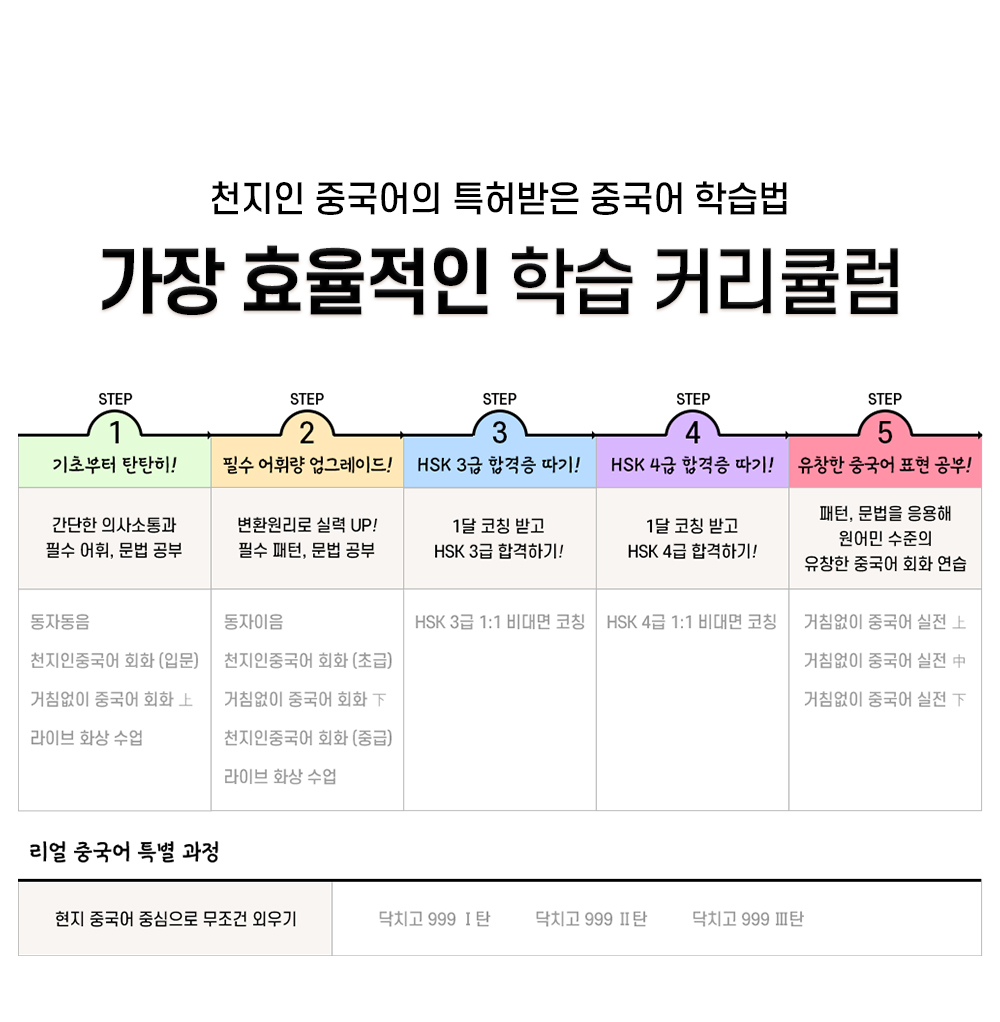 천지인 중국어의 특허받은 중국어 학습법
가장 효율적인 학습 커리큘럼
STEP
1
기초부터 탄탄히!
간단한 의사소통과
필수 어휘, 문법 공부
동자동음
천지인중국어 회화 (입문)
거침없이 중국어 회화 上
라이브 화상 수업
STEP
2
필수 어휘량 업그레이드!
변환원리로 실력 UP!
필수 패턴, 문법 공부
동자이음
천지인중국어 회화 (초급)
거침없이 중국어 회화 下
천지인중국어 회화 (중급)
라이브 화상 수업
STEP
3
HSK 3급 합격증 따기!
1달 코칭 받고
HSK 3급 합격하기!
HSK 3급 1:1 비대면 코칭
STEP
4
HSK 4급 합격증 따기!
1달 코칭 받고
HSK 4급 합격하기!
HSK 4급 1:1 비대면 코칭
STEP
5
유창한 중국어 표현 공부!
패턴, 문법을 응용해
원어민 수준의
유창한 중국어 회화 연습
거침없이 중국어 실전 上
거침없이 중국어 실전 中
거침없이 중국어 실전 下
리얼 중국어 특별 과정
현지 중국어 중심으로 무조건 외우기
닥치고 999 Ⅰ탄
닥치고 999 Ⅱ탄
닥치고 999 Ⅲ탄